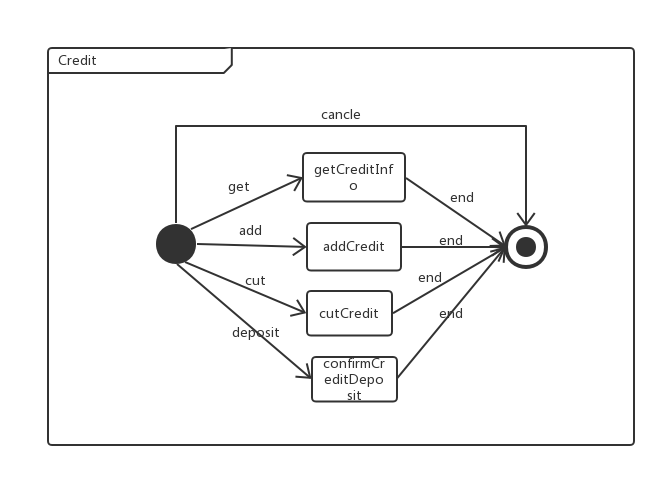 Credit
cancle
get
getCreditInf
o
end
add
addCredit
end
cut
cutCredit
end
deposit
confirmCr
editDepo
sit
end